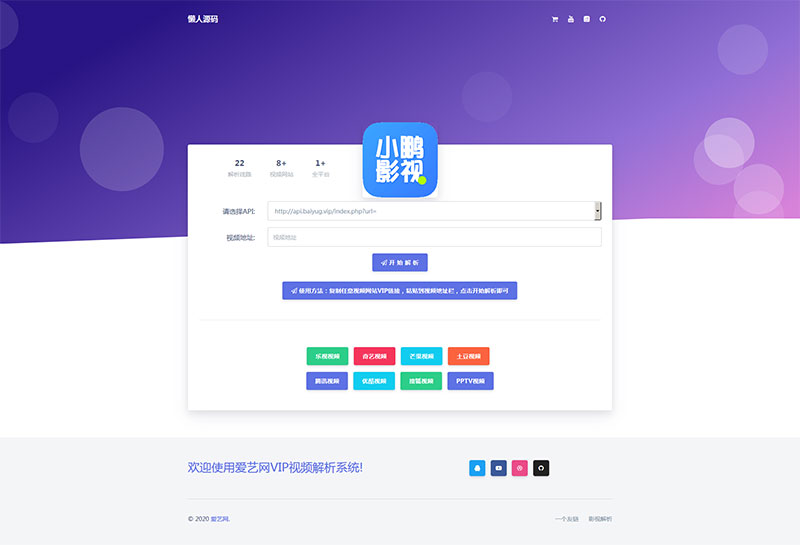 懒人源码
小鹏
影视
22 8+ 1+
解析线路 视频网站 全平台
请选择API: http://api.baiyug.vip/index.php?url=
视频地址: 视频地址
开 始 解 析
使用方法：复制任意视频网站VIP链接，粘贴到视频地址栏，点击开始解析即可
乐视视频 奇艺视频 芒果视频 土豆视频
腾讯视频 优酷视频 搜狐视频 PPTV视频
欢迎使用爱艺网VIP视频解析系统!
© 2020 爱艺网.
一个友链 影视解析